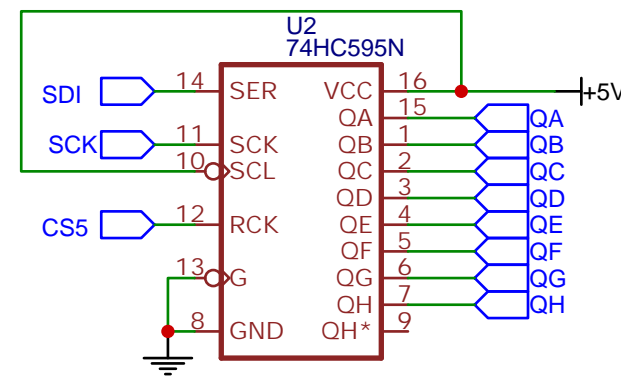 U2
74HC595N
SDI 14 SER VCC 16 +5V
QA 15 QA
SCK 11 SCK QB 1 QB
10 SCL QC 2 QC
QD 3 QD
CS5 12 RCK QE 4 QE
QF 5 QF
13 G QG 6 QG
QH 7 QH
8 GND QH* 9